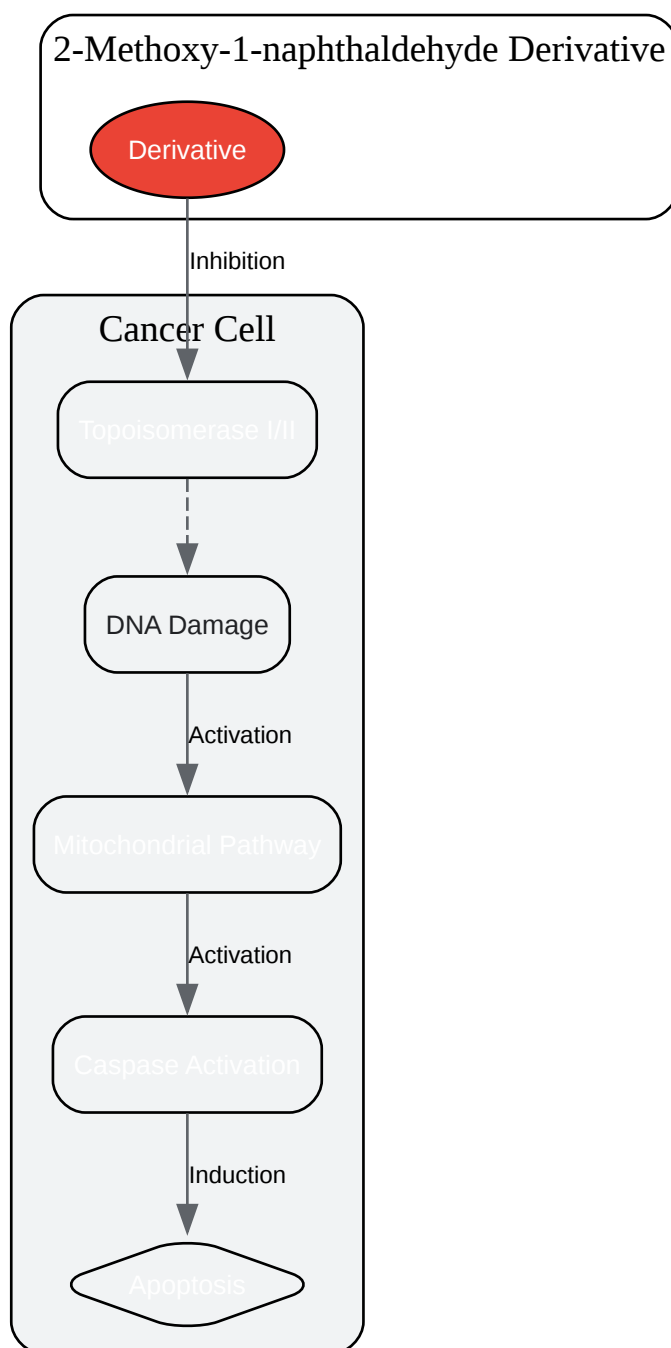 2-Methoxy-1-naphthaldehyde Derivative
Derivative
Inhibition
Cancer Cell
Topoisomerase I/II
DNA Damage
Activation
Mitochondrial Pathway
Activation
Caspase Activation
Induction
Apoptosis